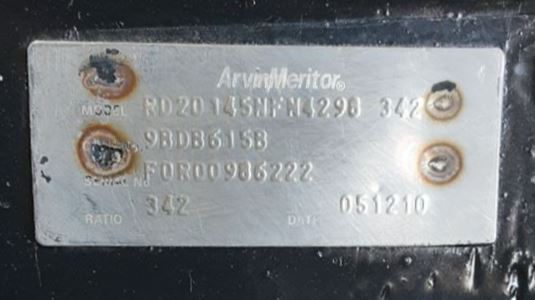 ArvinMeritor®
MODEL RD20145NFN4298 342
9BDB615B
SERIAL No. FOR00986222
RATIO 342 DATE 051210